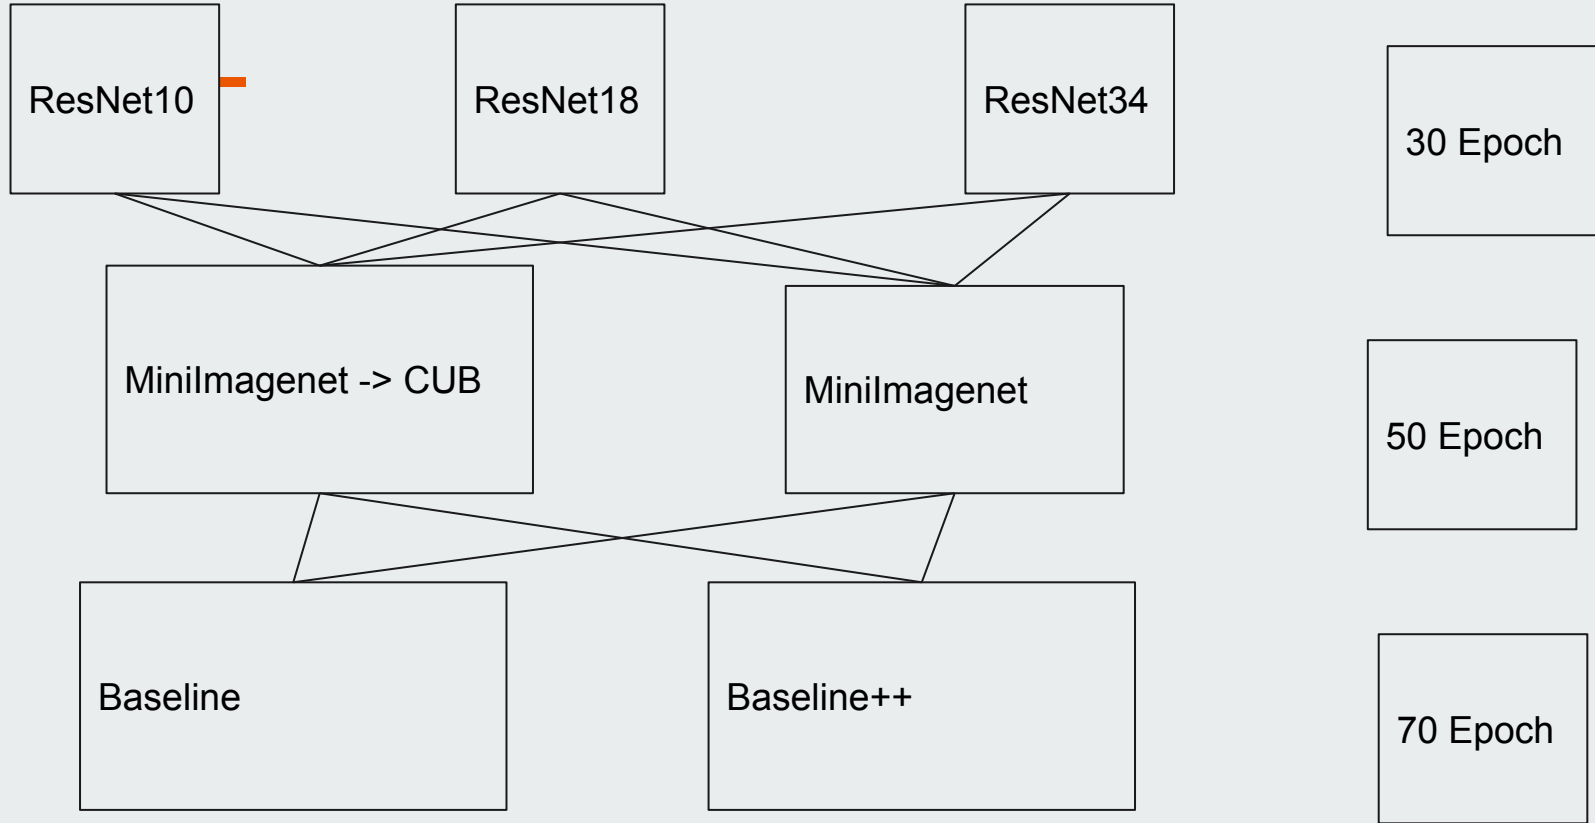 ResNet10
ResNet18
ResNet34
30 Epoch
MiniImagenet -> CUB
MiniImagenet
50 Epoch
Baseline
Baseline++
70 Epoch